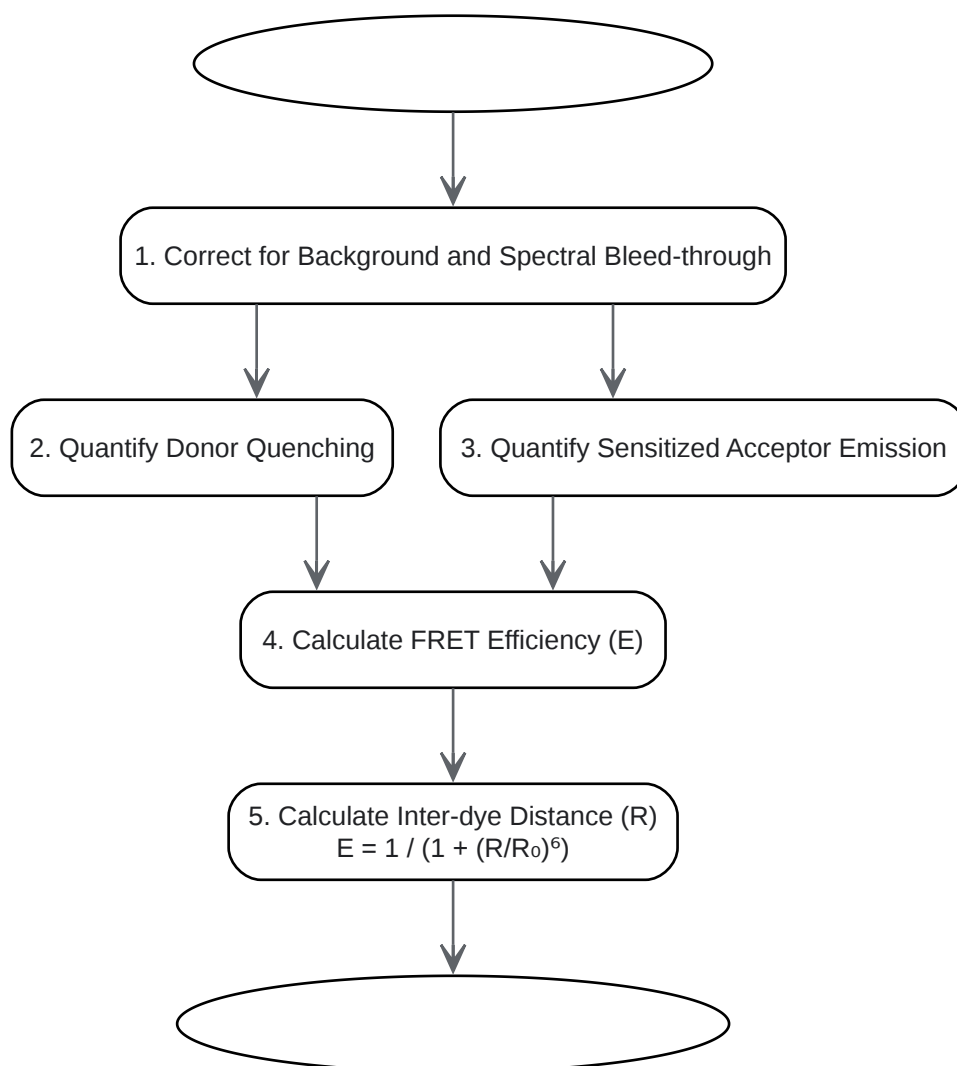 1. Correct for Background and Spectral Bleed-through
2. Quantify Donor Quenching
3. Quantify Sensitized Acceptor Emission
4. Calculate FRET Efficiency (E)
5. Calculate Inter-dye Distance (R)
E = 1 / (1 + (R/R₀)⁶)